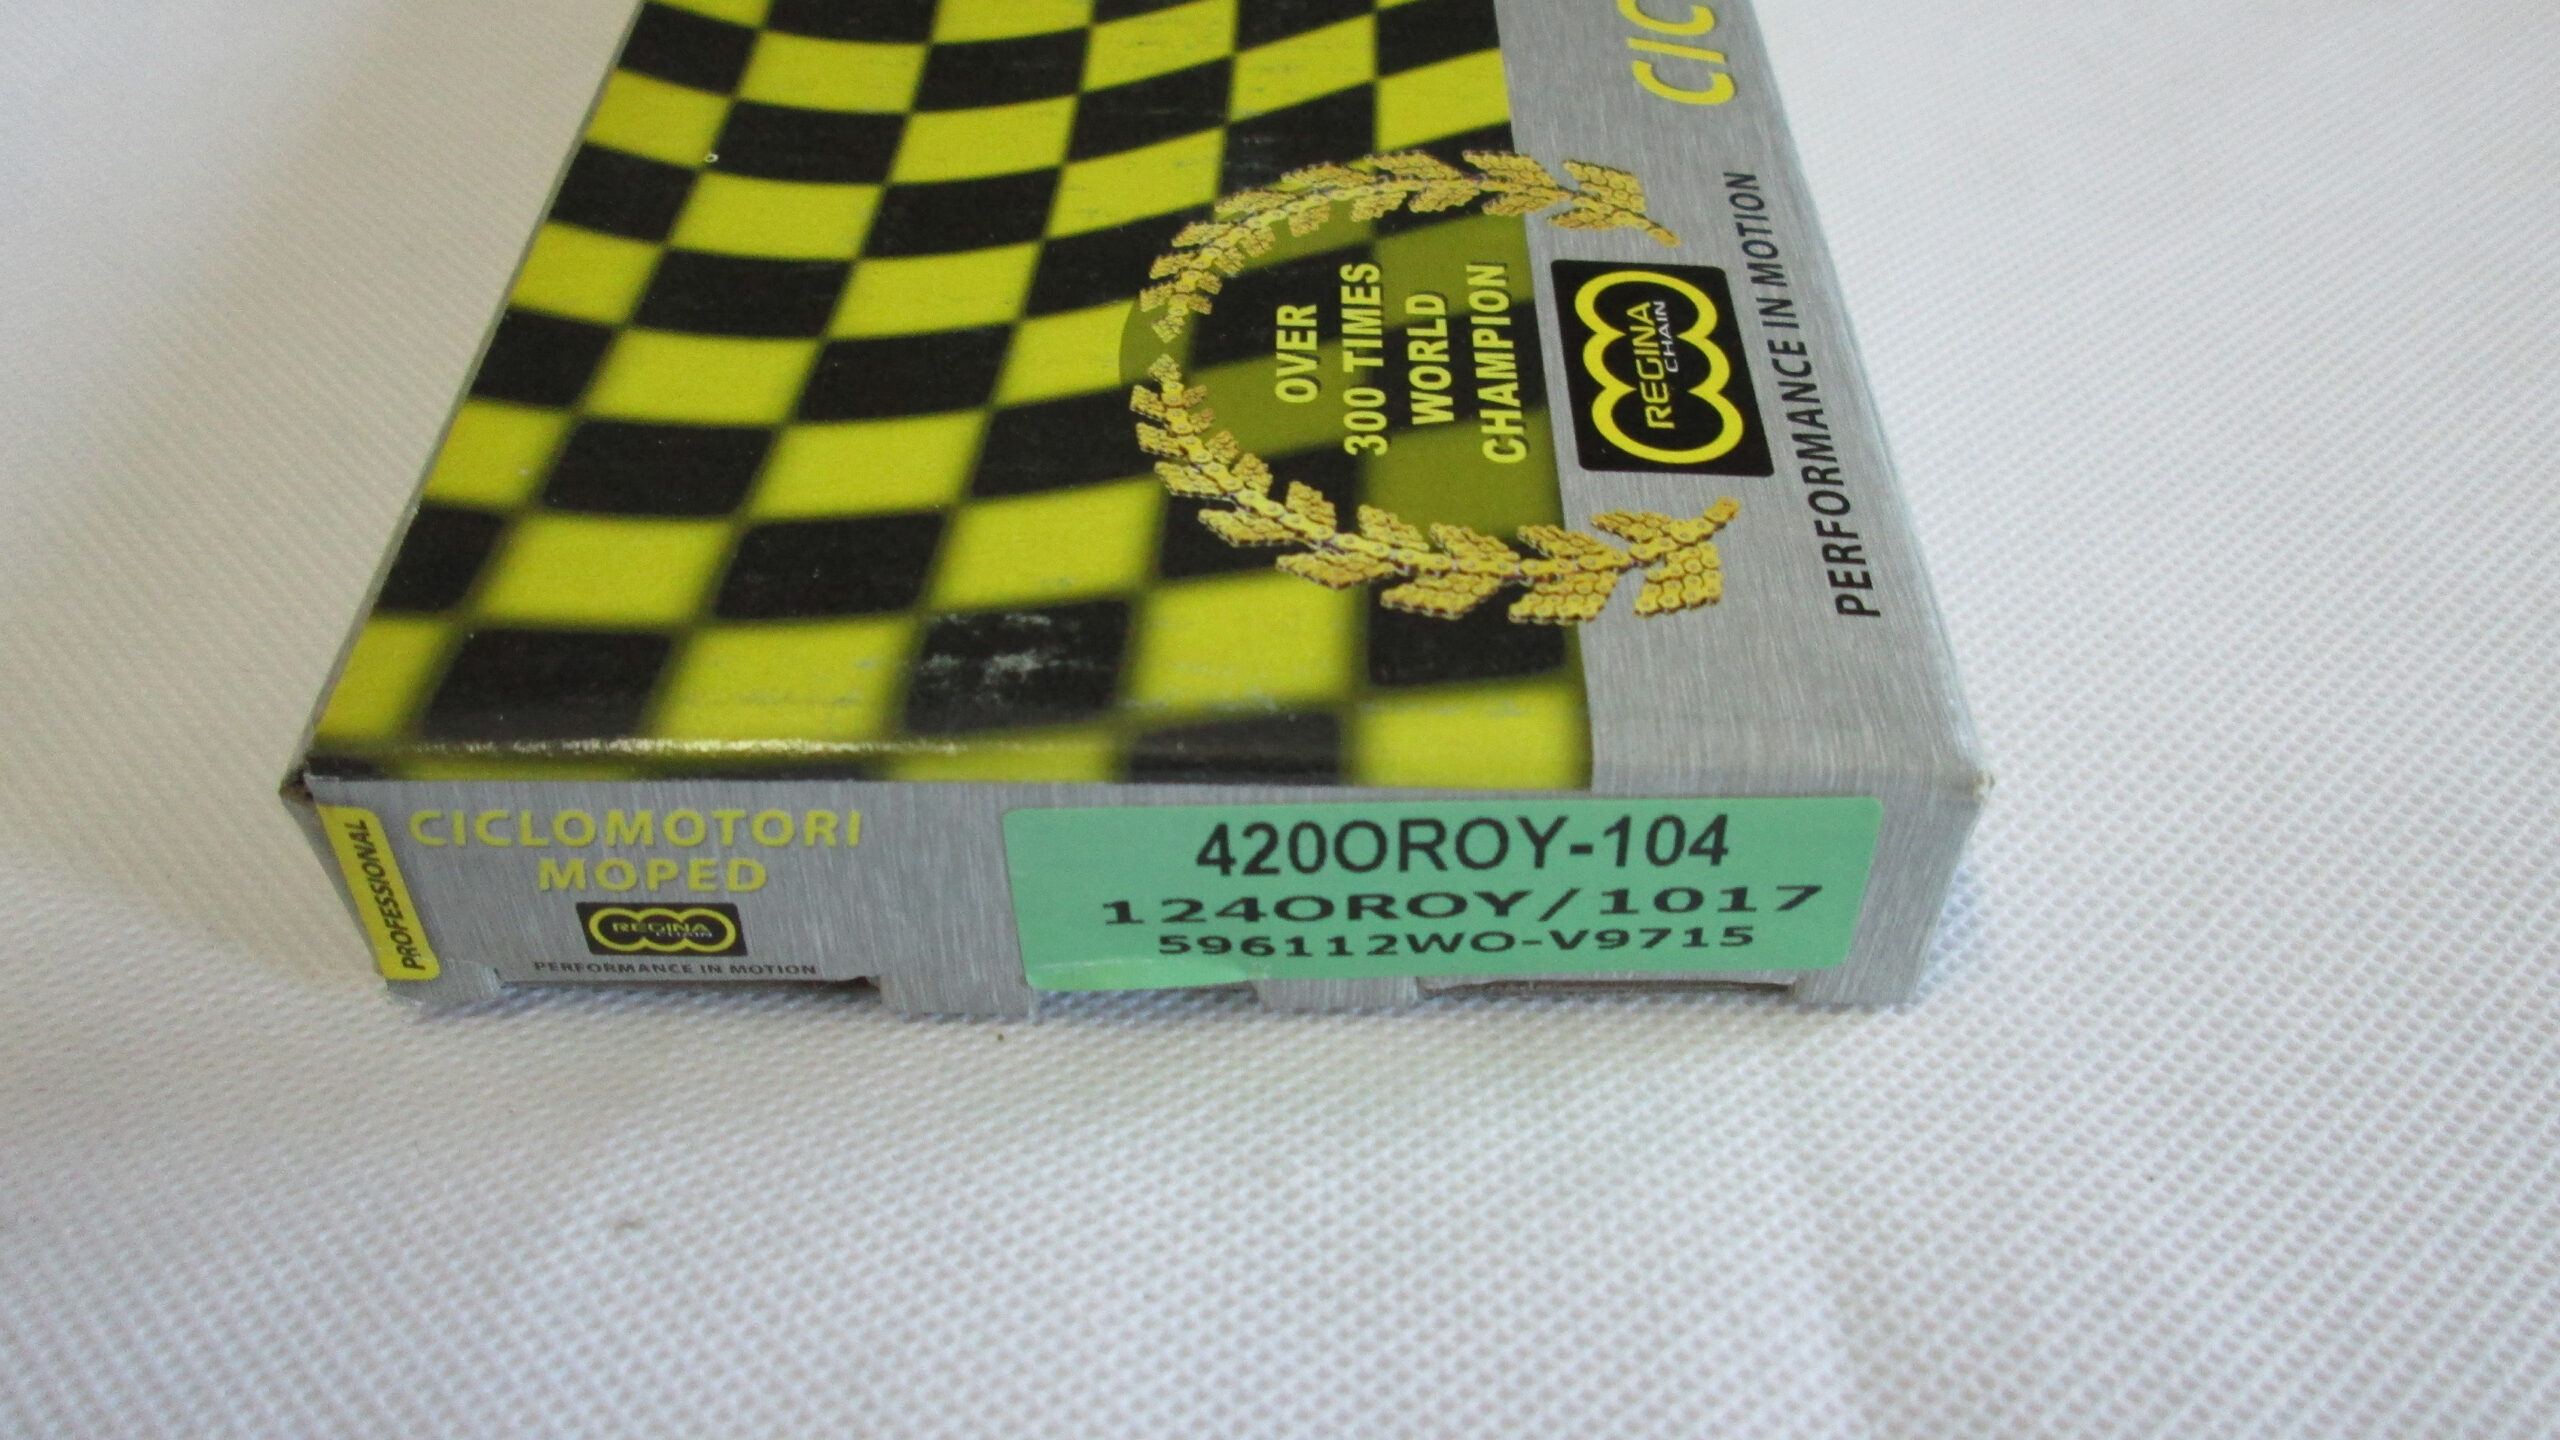 CIC
OVER
300 TIMES
WORLD
CHAMPION
REGINA
CHAIN
PERFORMANCE IN MOTION
PROFESSIONAL
CICLOMOTORI
MOPED
REGINA
CHAIN
PERFORMANCE IN MOTION
420OROY-104
124OROY/1017
596112WO-V9715